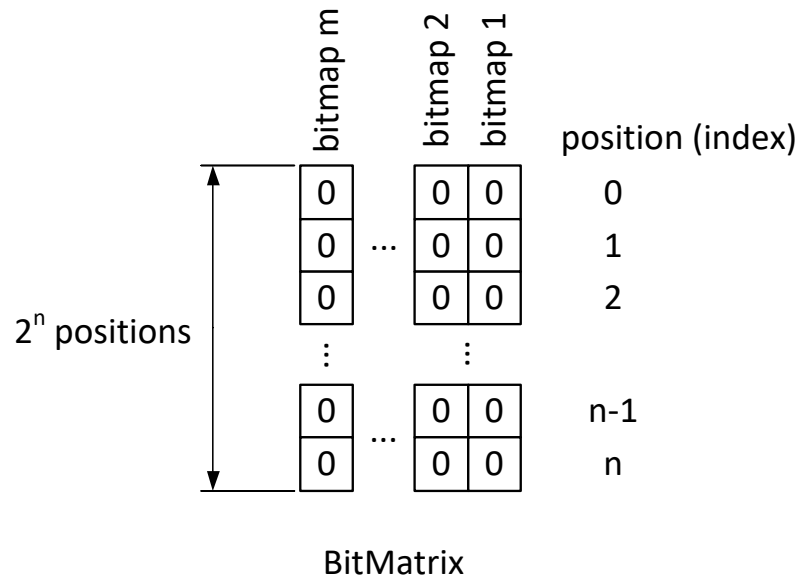 bitmap m
bitmap 2
bitmap 1
position (index)
0 0 0 0
0 ... 0 0 1
0 0 0 2
2ⁿ positions
... ...
0 0 0 n-1
...
0 0 0 n
BitMatrix